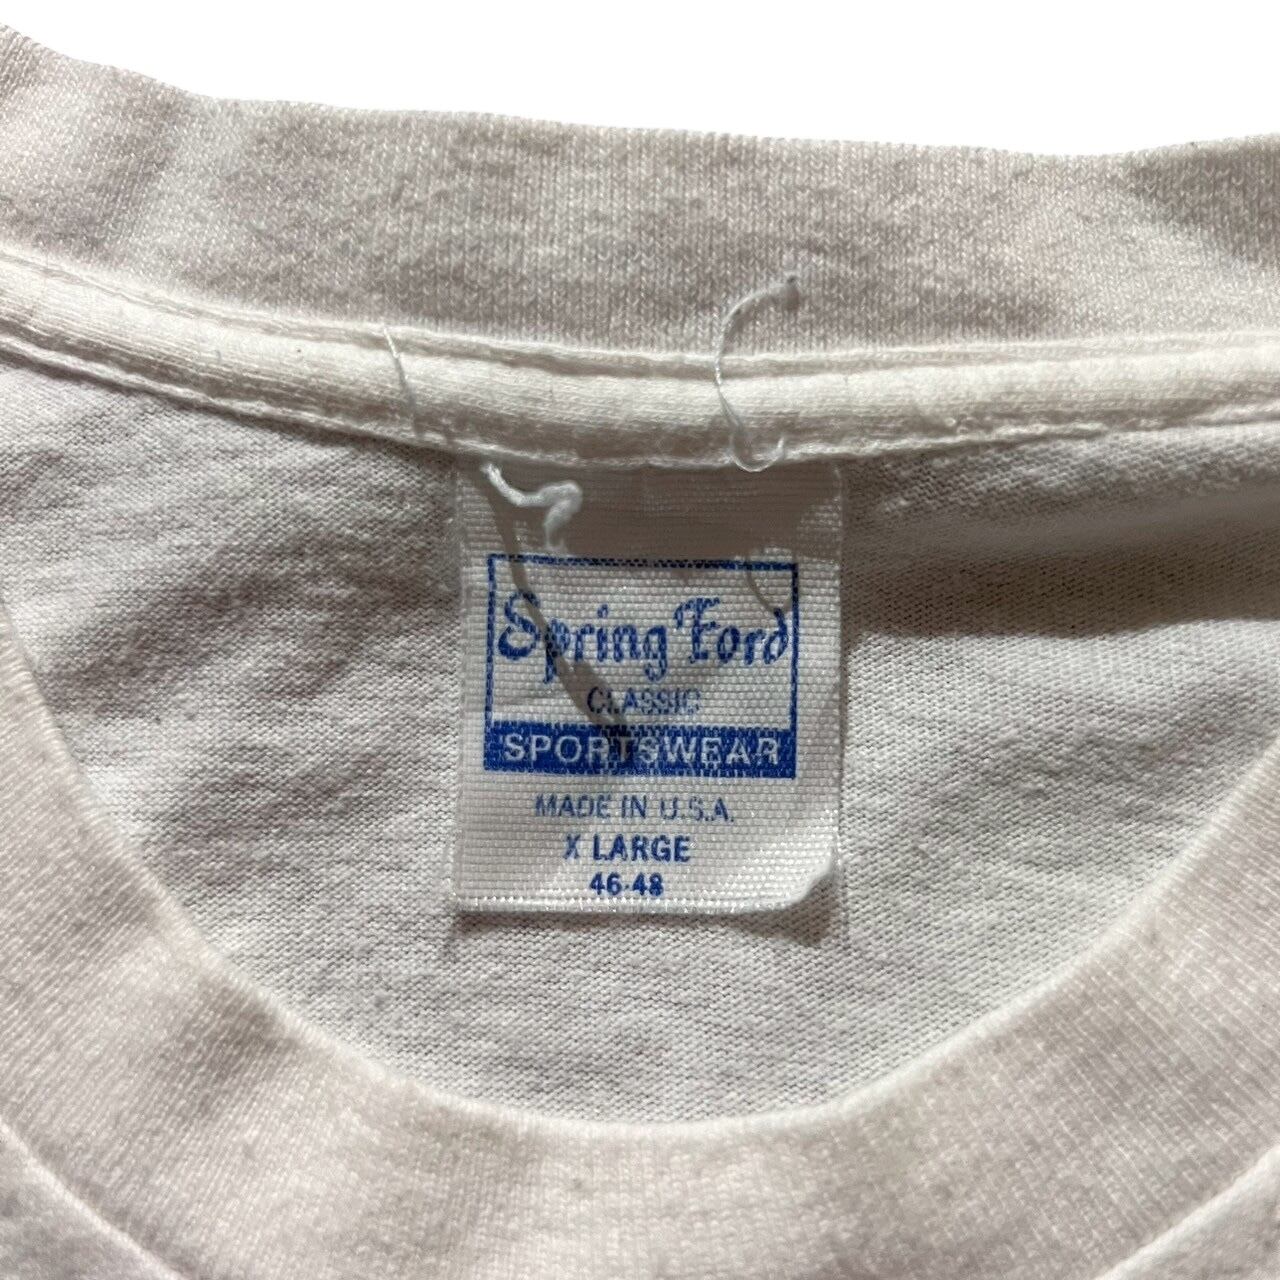 Spring Ford
CLASSIC
SPORTSWEAR
MADE IN U.S.A.
X LARGE
46-48